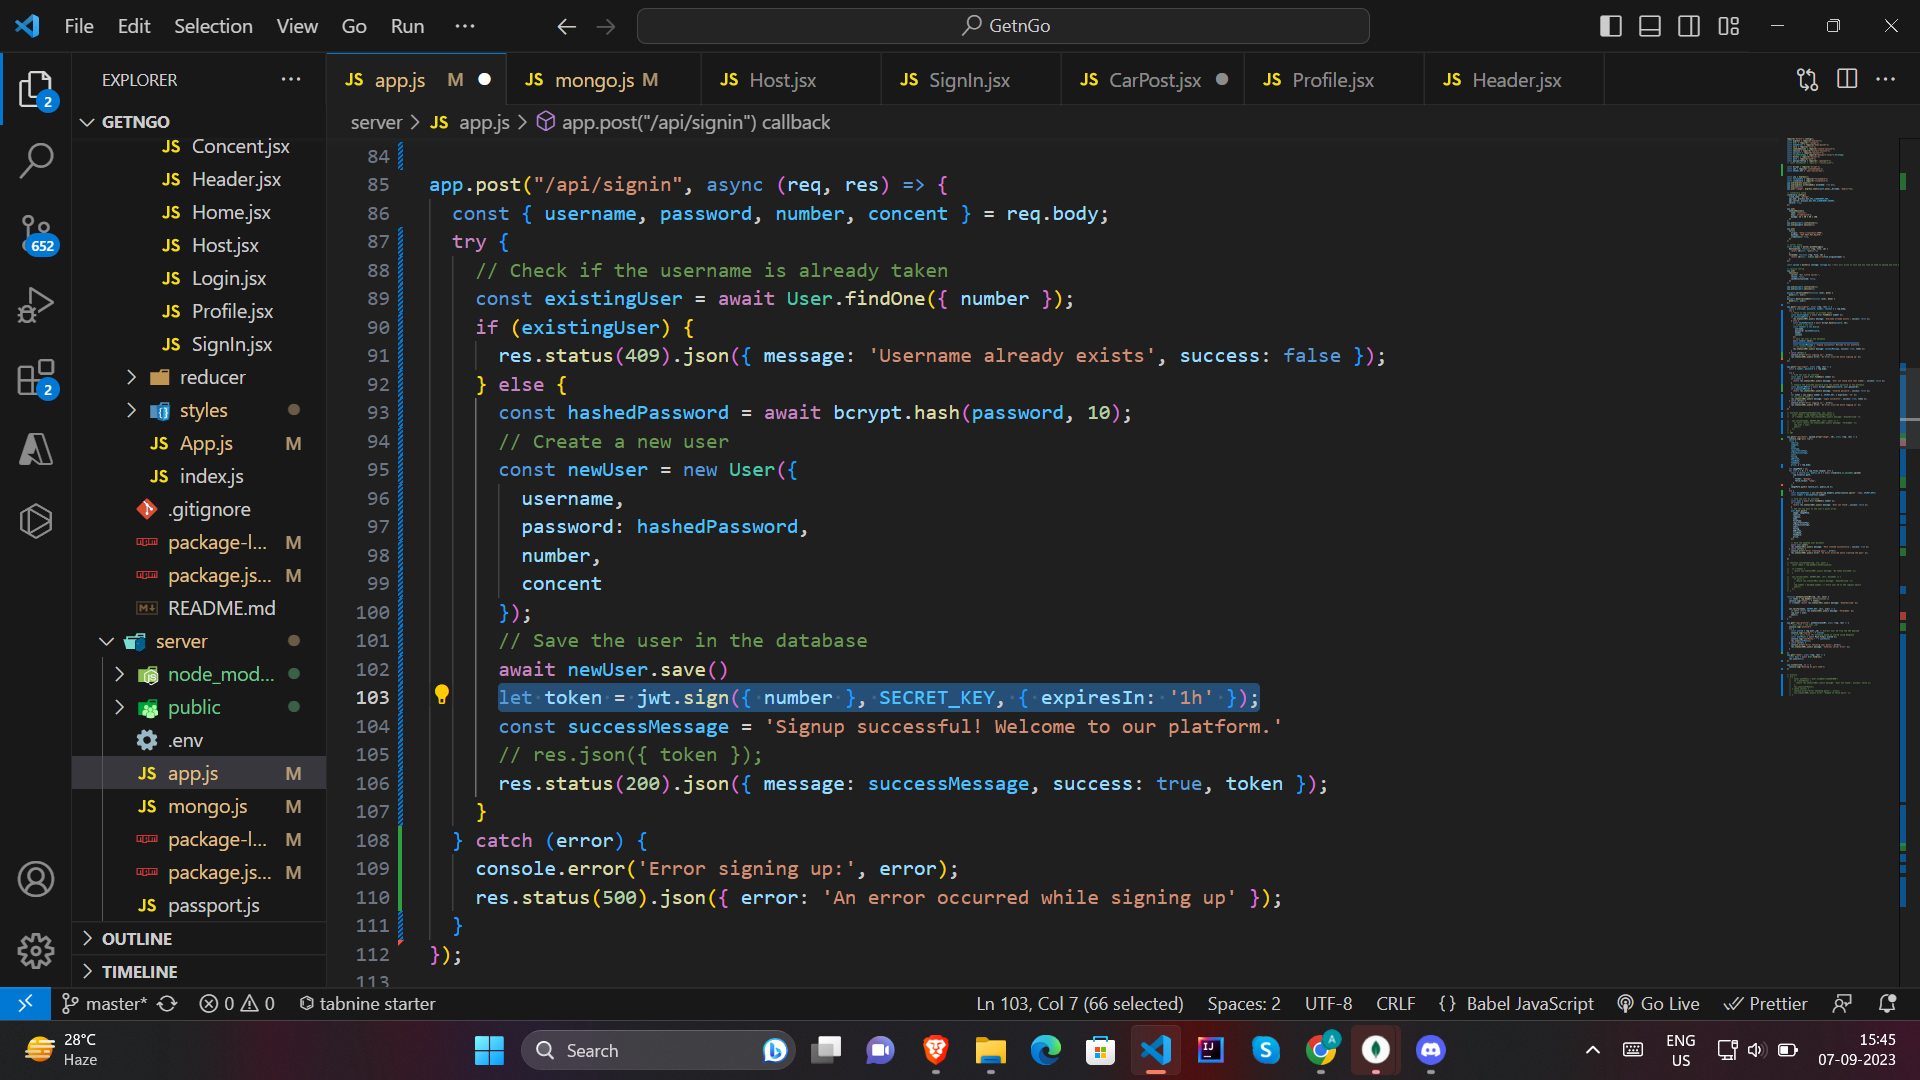 File Edit Selection View Go Run ··· GetnGo
EXPLORER ···
JS app.js M JS mongo.js M JS Host.jsx JS SignIn.jsx JS CarPost.jsx JS Profile.jsx JS Header.jsx
server > JS app.js > app.post("/api/signin") callback
GETNGO
JS Concent.jsx
JS Header.jsx
JS Home.jsx
JS Host.jsx
JS Login.jsx
JS Profile.jsx
JS SignIn.jsx
reducer
styles
JS App.js M
JS index.js
.gitignore
package-l... M
package.js... M
README.md
server
node_mod...
public
.env
JS app.js M
JS mongo.js M
package-l... M
package.js... M
JS passport.js
OUTLINE
TIMELINE
2
652
2
84
85 app.post("/api/signin", async (req, res) => {
86 const { username, password, number, concent } = req.body;
87 try {
88 // Check if the username is already taken
89 const existingUser = await User.findOne({ number });
90 if (existingUser) {
91 res.status(409).json({ message: 'Username already exists', success: false });
92 } else {
93 const hashedPassword = await bcrypt.hash(password, 10);
94 // Create a new user
95 const newUser = new User({
96 username,
97 password: hashedPassword,
98 number,
99 concent
100 });
101 // Save the user in the database
102 await newUser.save()
103 let token = jwt.sign({ number }, SECRET_KEY, { expiresIn: '1h' });
104 const successMessage = 'Signup successful! Welcome to our platform.'
105 // res.json({ token });
106 res.status(200).json({ message: successMessage, success: true, token });
107 }
108 } catch (error) {
109 console.error('Error signing up:', error);
110 res.status(500).json({ error: 'An error occurred while signing up' });
111 }
112 });
113
master* 0 0 tabnine starter Ln 103, Col 7 (66 selected) Spaces: 2 UTF-8 CRLF {} Babel JavaScript Go Live Prettier
28°C
Haze
Search
ENG
US
15:45
07-09-2023